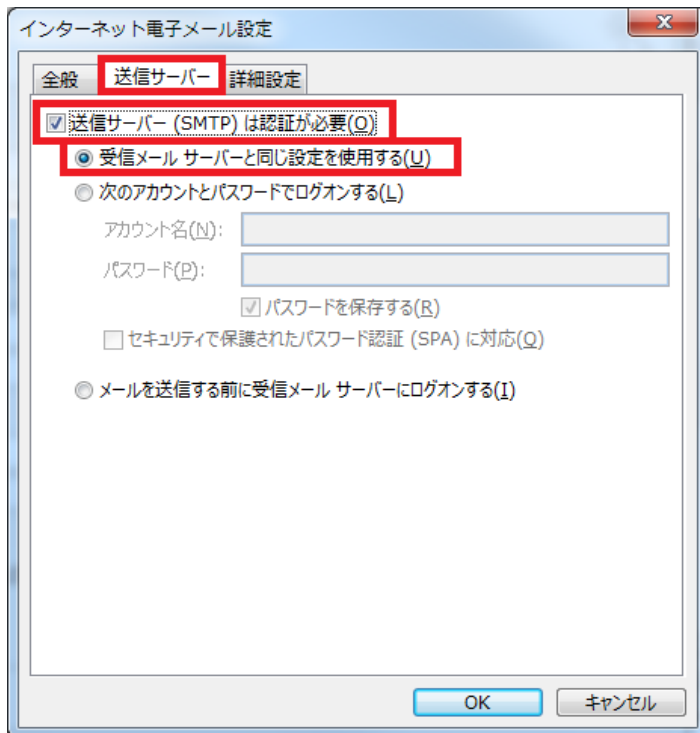 インターネット電子メール設定
全般 送信サーバー 詳細設定
送信サーバー (SMTP) は認証が必要(O)
受信メール サーバーと同じ設定を使用する(U)
次のアカウントとパスワードでログオンする(L)
アカウント名(N):
パスワード(P):
パスワードを保存する(R)
セキュリティで保護されたパスワード認証 (SPA) に対応(Q)
メールを送信する前に受信メール サーバーにログオンする(I)
OK キャンセル